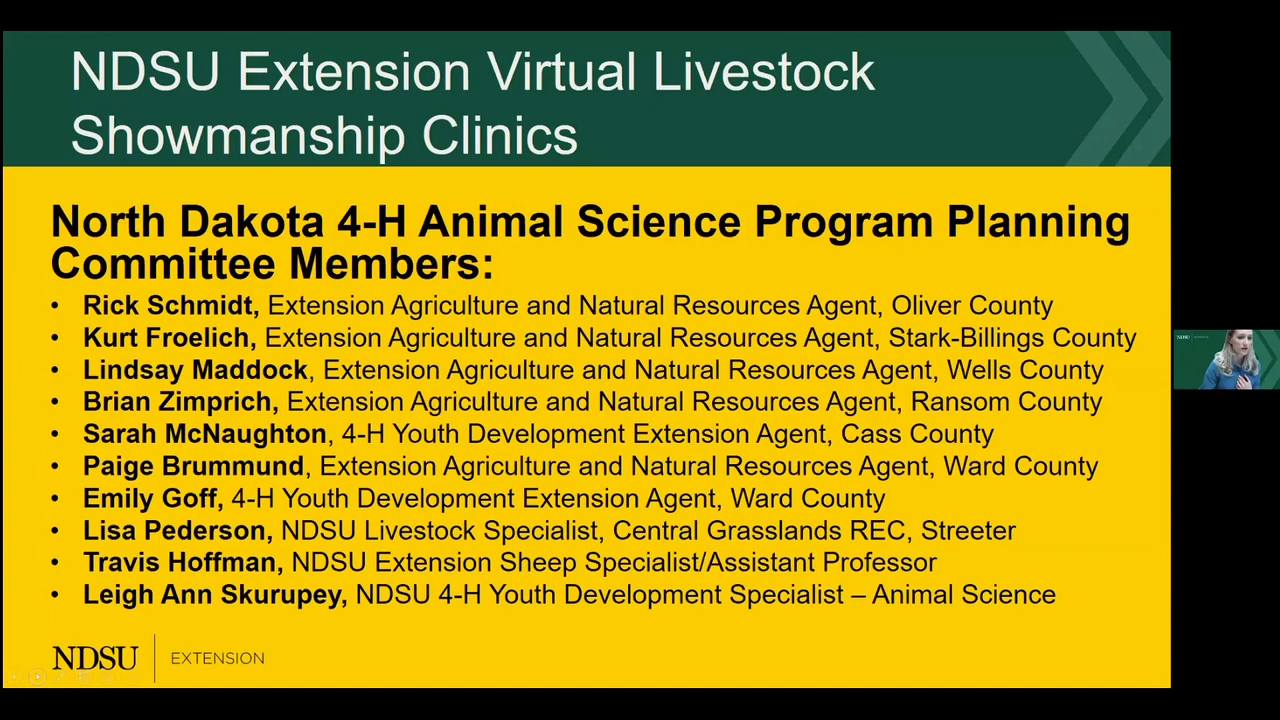 NDSU Extension Virtual Livestock
Showmanship Clinics
North Dakota 4-H Animal Science Program Planning
Committee Members:
• Rick Schmidt, Extension Agriculture and Natural Resources Agent, Oliver County
• Kurt Froelich, Extension Agriculture and Natural Resources Agent, Stark-Billings County
• Lindsay Maddock, Extension Agriculture and Natural Resources Agent, Wells County
• Brian Zimprich, Extension Agriculture and Natural Resources Agent, Ransom County
• Sarah McNaughton, 4-H Youth Development Extension Agent, Cass County
• Paige Brummund, Extension Agriculture and Natural Resources Agent, Ward County
• Emily Goff, 4-H Youth Development Extension Agent, Ward County
• Lisa Pederson, NDSU Livestock Specialist, Central Grasslands REC, Streeter
• Travis Hoffman, NDSU Extension Sheep Specialist/Assistant Professor
• Leigh Ann Skurupey, NDSU 4-H Youth Development Specialist – Animal Science
NDSU EXTENSION
NDSU